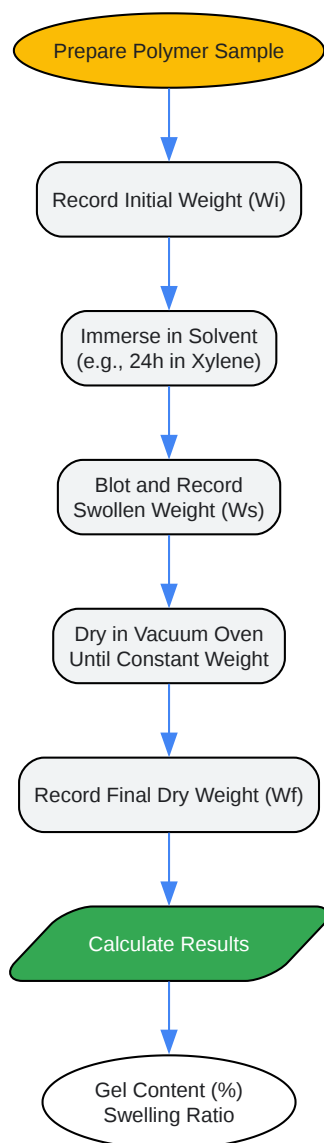 Prepare Polymer Sample
Record Initial Weight (Wi)
Immerse in Solvent
(e.g., 24h in Xylene)
Blot and Record
Swollen Weight (Ws)
Dry in Vacuum Oven
Until Constant Weight
Record Final Dry Weight (Wf)
Calculate Results
Gel Content (%)
Swelling Ratio